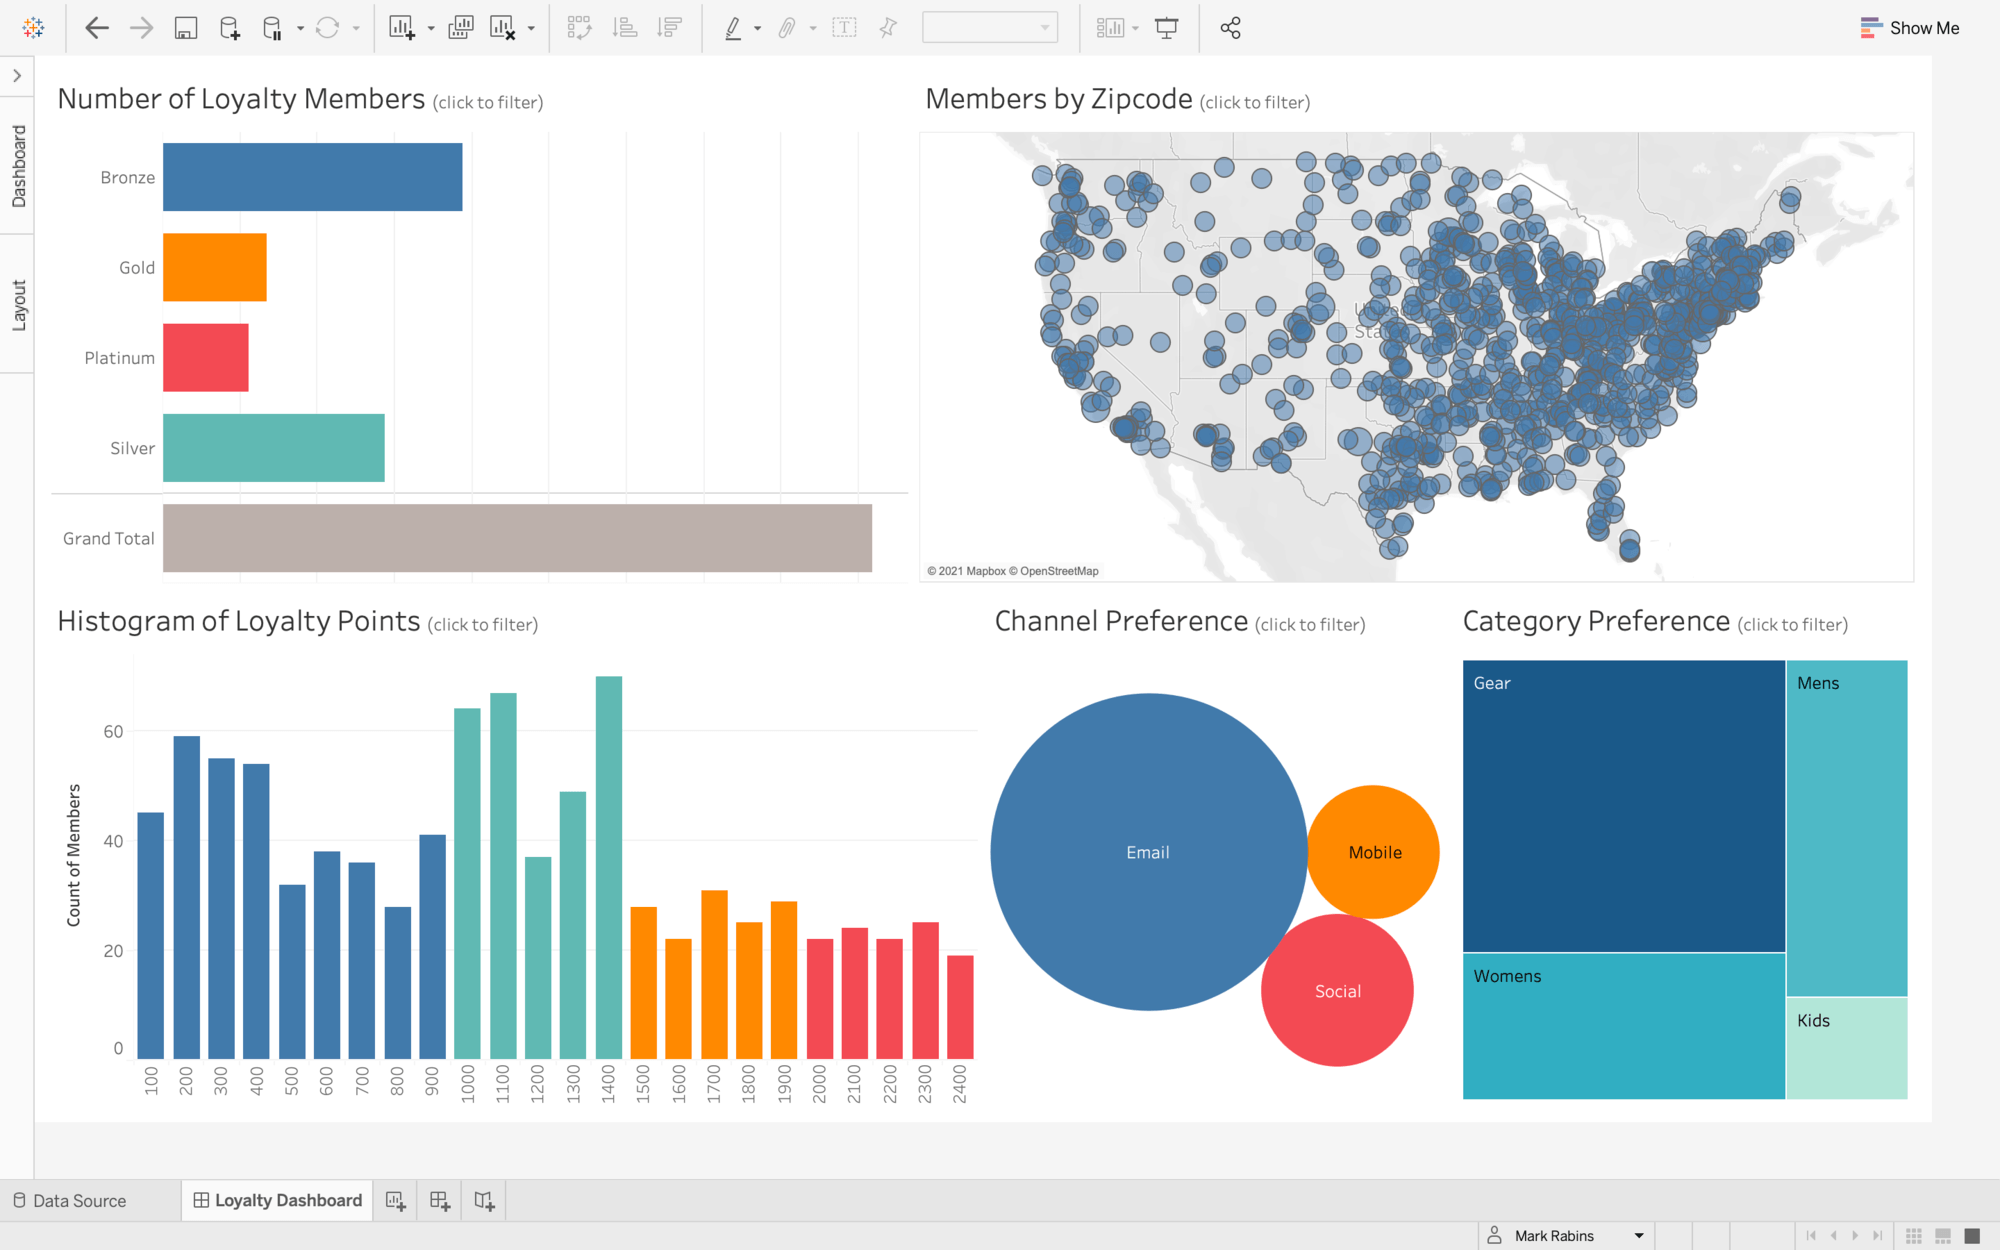 Show Me
Dashboard
Layout
Number of Loyalty Members (click to filter)
Bronze
Gold
Platinum
Silver
Grand Total
Members by Zipcode (click to filter)
United
States
© 2021 Mapbox © OpenStreetMap
Histogram of Loyalty Points (click to filter)
Count of Members
60
40
20
0
100
200
300
400
500
600
700
800
900
1000
1100
1200
1300
1400
1500
1600
1700
1800
1900
2000
2100
2200
2300
2400
Channel Preference (click to filter)
Email
Mobile
Social
Category Preference (click to filter)
Gear
Mens
Womens
Kids
Data Source
Loyalty Dashboard
Mark Rabins